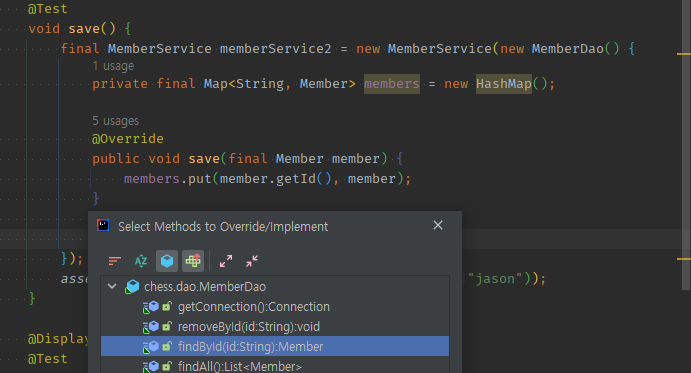 @Test
void save() {
final MemberService memberService2 = new MemberService(new MemberDao() {
1 usage
private final Map<String, Member> members = new HashMap();
5 usages
@Override
public void save(final Member member) {
members.put(member.getId(), member);
}
Select Methods to Override/Implement
});
chess.dao.MemberDao
asse
"jason"));
getConnection():Connection
}
removeById(id:String):void
findById(id:String):Member
@Display
@Test
findAll():List<Member>